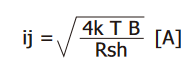 ij = √(4k T B / Rsh) [A]